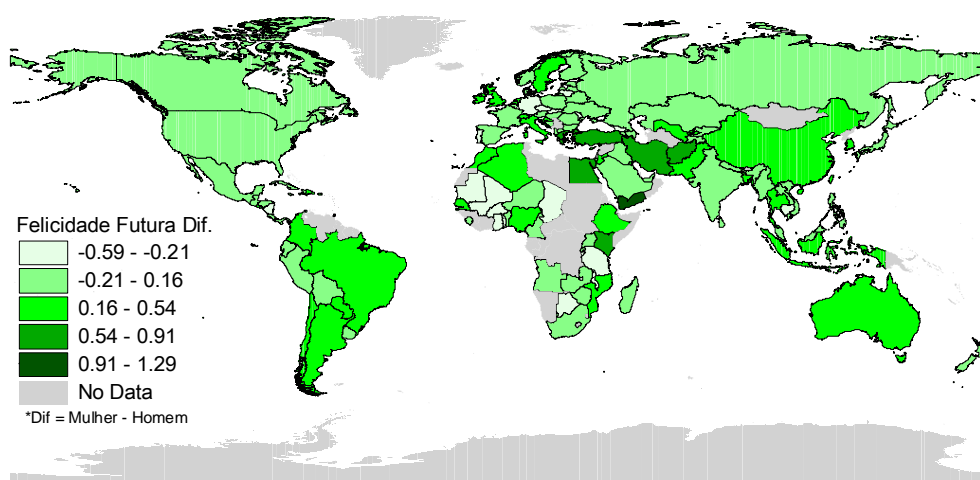 Felicidade Futura Dif.
-0.59 - -0.21
-0.21 - 0.16
0.16 - 0.54
0.54 - 0.91
0.91 - 1.29
No Data
*Dif = Mulher - Homem